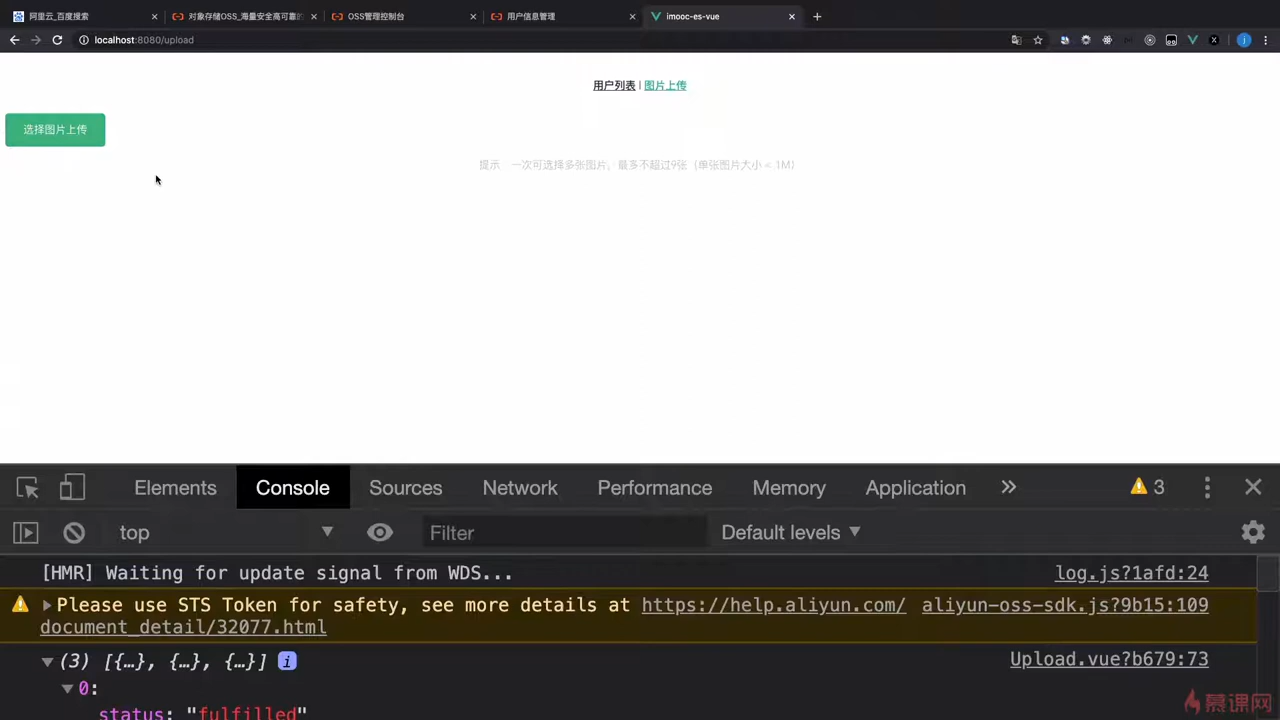 阿里云_百度搜索
对象存储OSS_海量安全高可靠的
OSS管理控制台
用户信息管理
imooc-es-vue
localhost:8080/upload
用户列表 | 图片上传
选择图片上传
提示：一次可选择多张图片，最多不超过9张（单张图片大小 < 1M）
Elements Console Sources Network Performance Memory Application » 3
top Filter Default levels
[HMR] Waiting for update signal from WDS... log.js?1afd:24
Please use STS Token for safety, see more details at https://help.aliyun.com/ aliyun-oss-sdk.js?9b15:109
document_detail/32077.html
(3) [{…}, {…}, {…}] i Upload.vue?b679:73
0:
status: "fulfilled"
慕课网